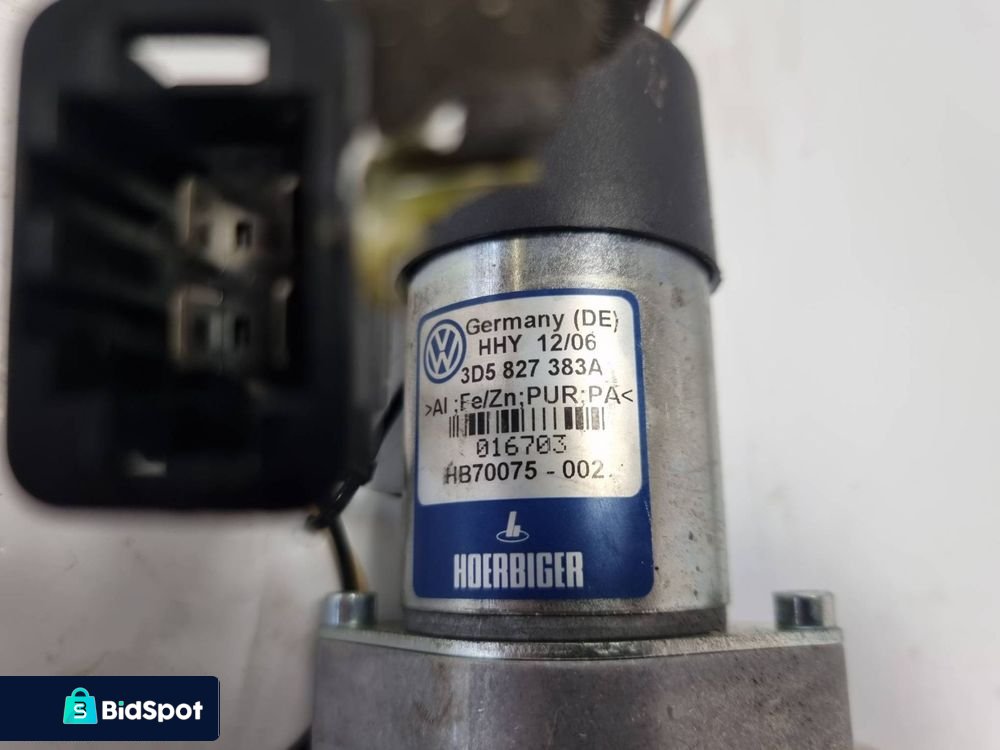 Germany (DE)
HHY 12/06
3D5 827 383A
>Al ;Fe/Zn;PUR;PA<
016703
HB70075 - 002
HOERBIGER
BidSpot